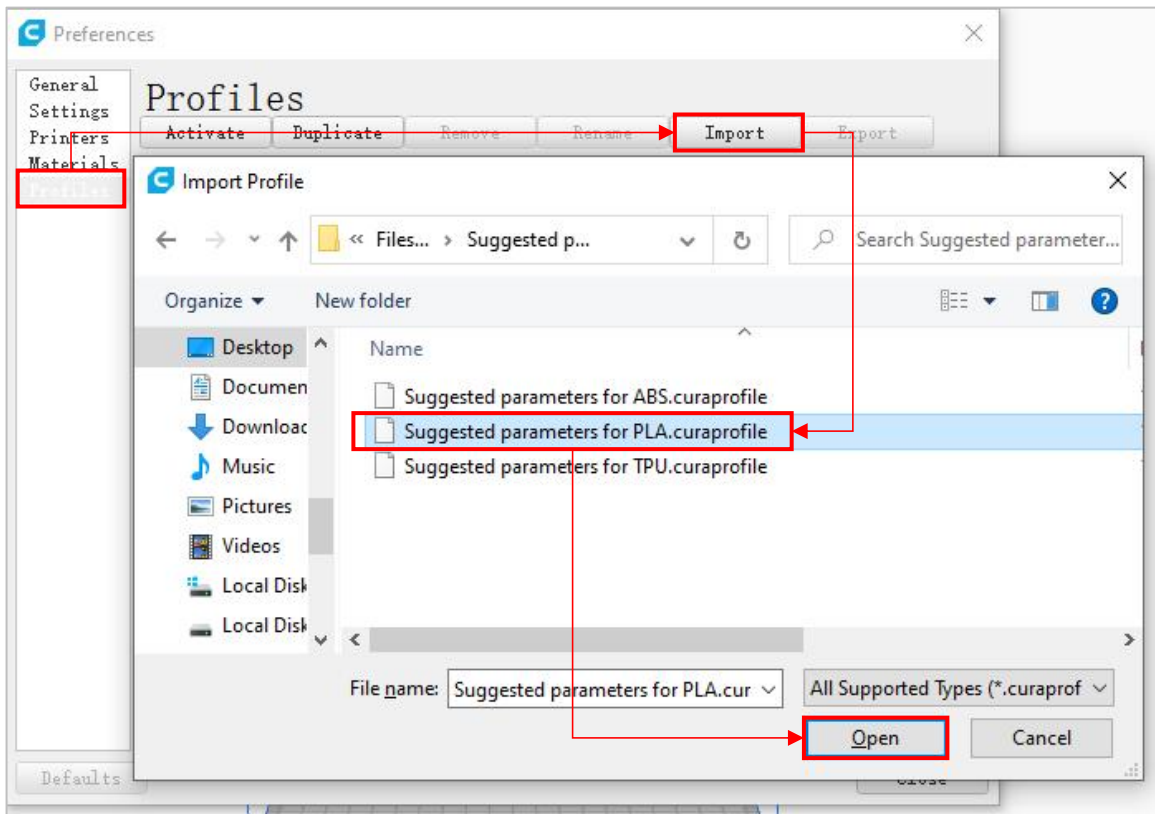 Preferences
General
Settings
Printers
Materials
Profiles
Profiles
Activate Duplicate Remove Rename Import Export
Import Profile
« Files... › Suggested p...
Search Suggested parameter...
Organize New folder
Desktop
Documen
Downloac
Music
Pictures
Videos
Local Disk
Local Disk
Name
Suggested parameters for ABS.curaprofile
Suggested parameters for PLA.curaprofile
Suggested parameters for TPU.curaprofile
File name: Suggested parameters for PLA.cur All Supported Types (*.curaprof
Open Cancel
Defaults Close